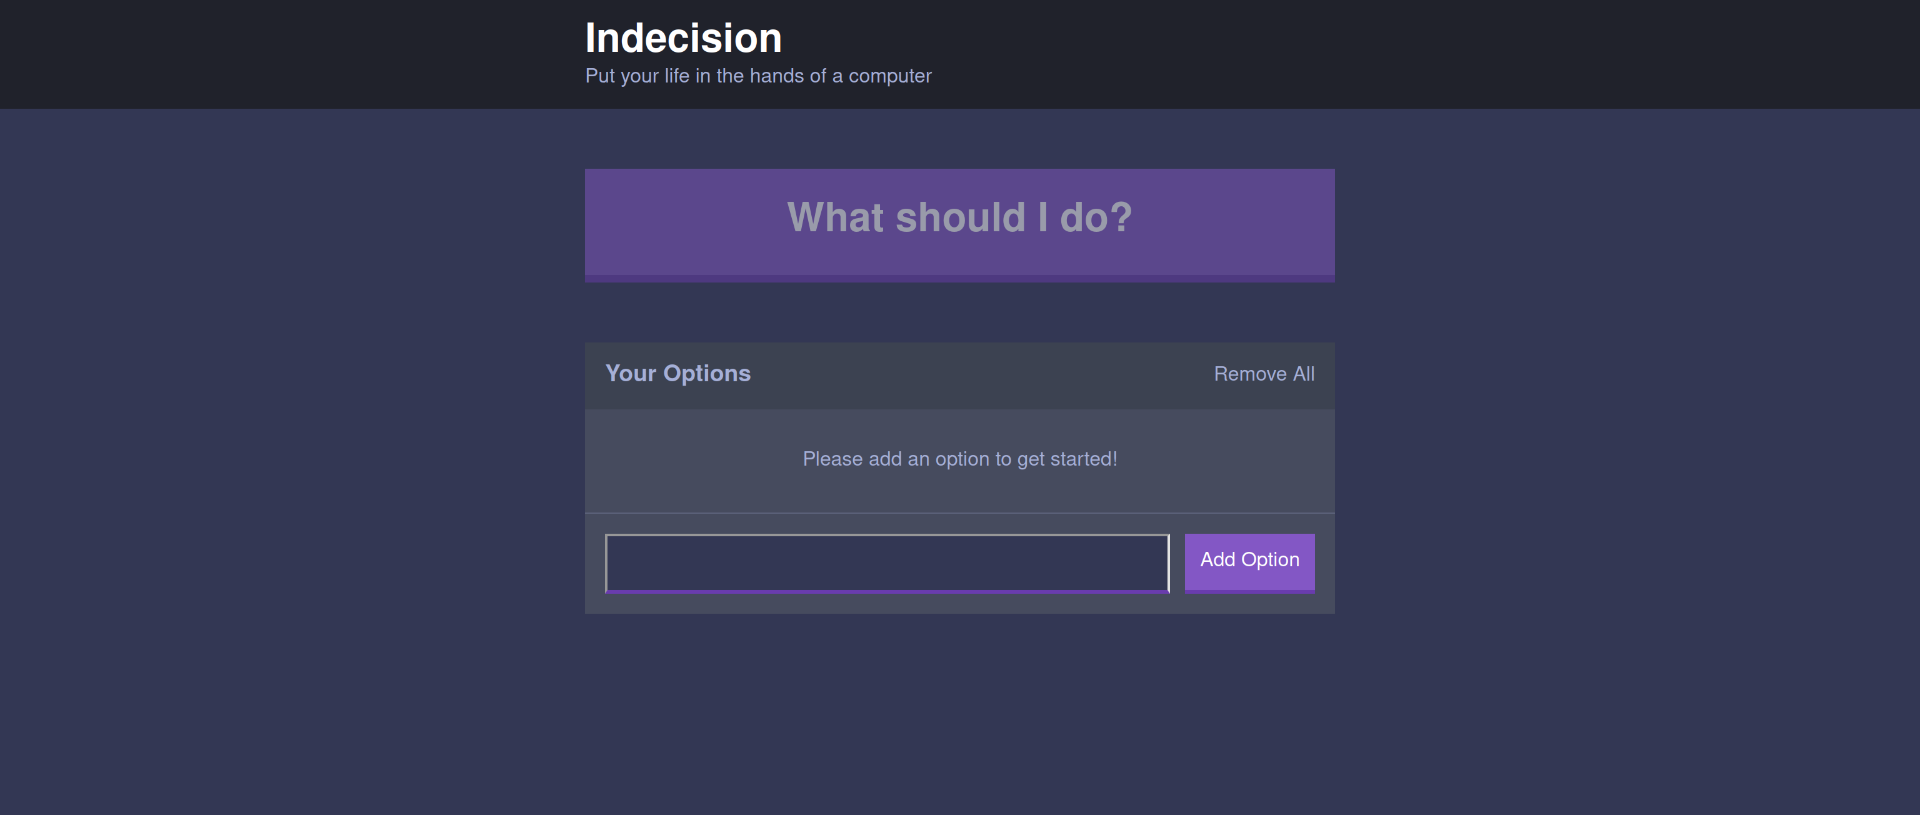 Indecision
Put your life in the hands of a computer
What should I do?
Your Options
Remove All
Please add an option to get started!
Add Option